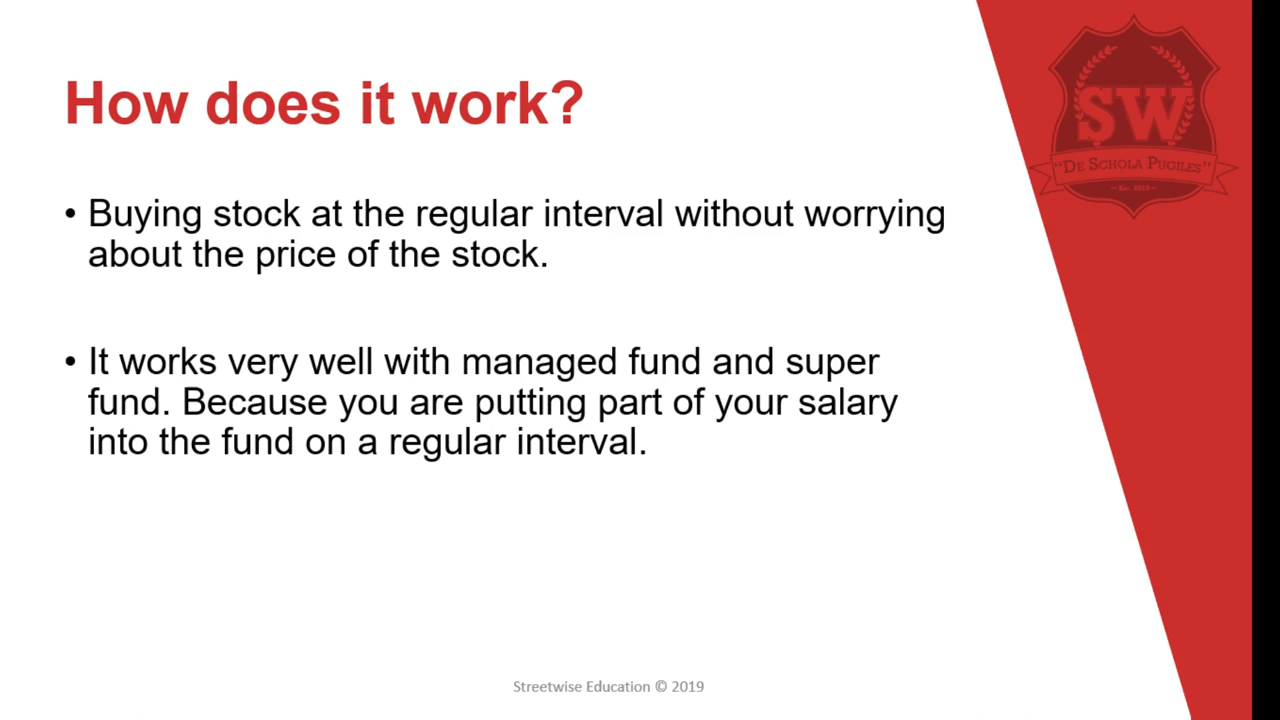 How does it work?
SW
"DE SCHOLA PUGILES"
• Buying stock at the regular interval without worrying
about the price of the stock.
• It works very well with managed fund and super
fund. Because you are putting part of your salary
into the fund on a regular interval.
Streetwise Education © 2019